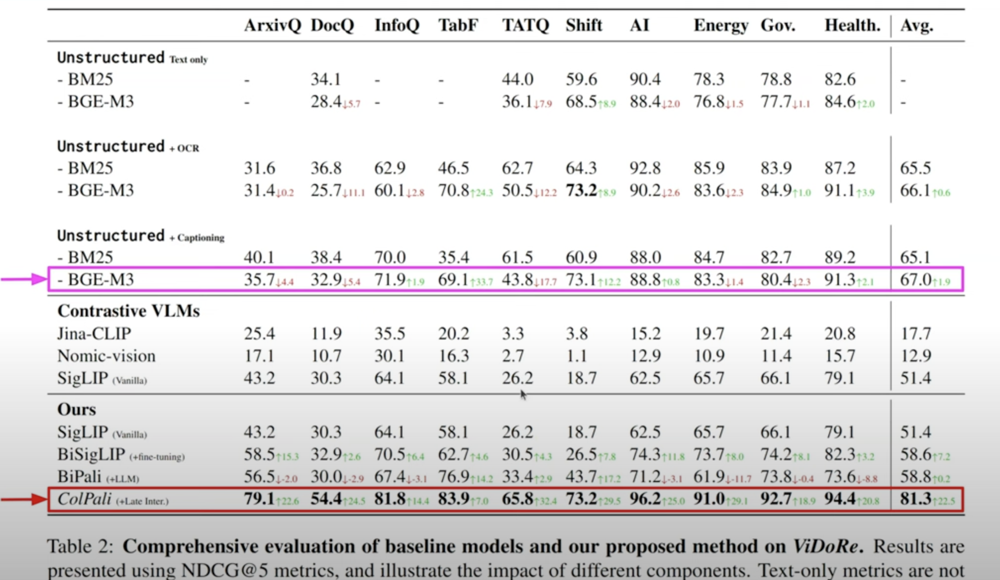 ArxivQ DocQ InfoQ TabF TATQ Shift AI Energy Gov. Health. Avg.
Unstructured Text only
- BM25 - 34.1 - - 44.0 59.6 90.4 78.3 78.8 82.6 -
- BGE-M3 - 28.4↓5.7 - - 36.1↓7.9 68.5↑8.9 88.4↓2.0 76.8↓1.5 77.7↓1.1 84.6↑2.0 -
Unstructured + OCR
- BM25 31.6 36.8 62.9 46.5 62.7 64.3 92.8 85.9 83.9 87.2 65.5
- BGE-M3 31.4↓0.2 25.7↓11.1 60.1↓2.8 70.8↑24.3 50.5↓12.2 73.2↑8.9 90.2↓2.6 83.6↓2.3 84.9↑1.0 91.1↑3.9 66.1↑0.6
Unstructured + Captioning
- BM25 40.1 38.4 70.0 35.4 61.5 60.9 88.0 84.7 82.7 89.2 65.1
- BGE-M3 35.7↓4.4 32.9↓5.4 71.9↑1.9 69.1↑33.7 43.8↓17.7 73.1↑12.2 88.8↑0.8 83.3↓1.4 80.4↓2.3 91.3↑2.1 67.0↑1.9
Contrastive VLMs
Jina-CLIP 25.4 11.9 35.5 20.2 3.3 3.8 15.2 19.7 21.4 20.8 17.7
Nomic-vision 17.1 10.7 30.1 16.3 2.7 1.1 12.9 10.9 11.4 15.7 12.9
SigLIP (Vanilla) 43.2 30.3 64.1 58.1 26.2 18.7 62.5 65.7 66.1 79.1 51.4
Ours
SigLIP (Vanilla) 43.2 30.3 64.1 58.1 26.2 18.7 62.5 65.7 66.1 79.1 51.4
BiSigLIP (+fine-tuning) 58.5↑15.3 32.9↑2.6 70.5↑6.4 62.7↑4.6 30.5↑4.3 26.5↑7.8 74.3↑11.8 73.7↑8.0 74.2↑8.1 82.3↑3.2 58.6↑7.2
BiPali (+LLM) 56.5↓-2.0 30.0↓-2.9 67.4↓-3.1 76.9↑14.2 33.4↑2.9 43.7↑17.2 71.2↓-3.1 61.9↓-11.7 73.8↓-0.4 73.6↓-8.8 58.8↑0.2
ColPali (+Late Inter.) 79.1↑22.6 54.4↑24.5 81.8↑14.4 83.9↑7.0 65.8↑32.4 73.2↑29.5 96.2↑25.0 91.0↑29.1 92.7↑18.9 94.4↑20.8 81.3↑22.5
Table 2: Comprehensive evaluation of baseline models and our proposed method on ViDoRe. Results are
presented using NDCG@5 metrics, and illustrate the impact of different components. Text-only metrics are not